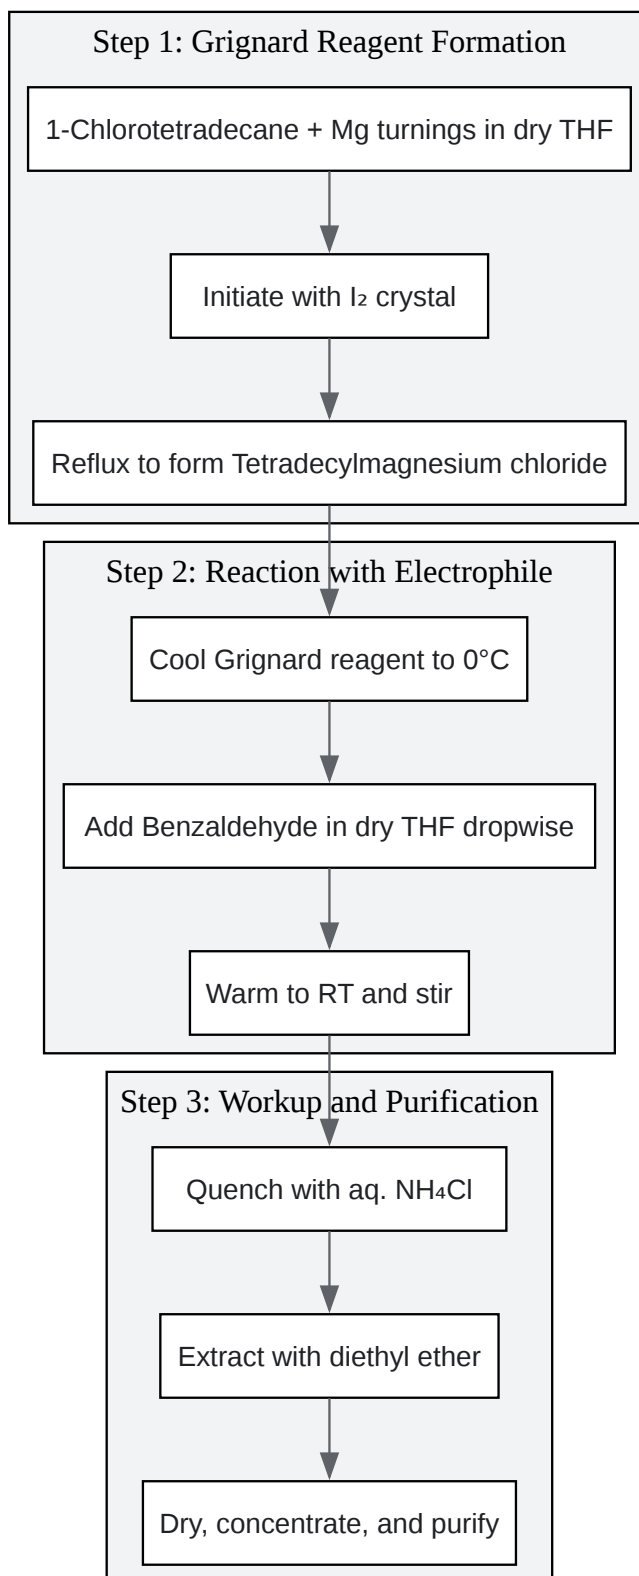 Step 1: Grignard Reagent Formation
1-Chlorotetradecane + Mg turnings in dry THF
Initiate with I₂ crystal
Reflux to form Tetradecylmagnesium chloride
Step 2: Reaction with Electrophile
Cool Grignard reagent to 0°C
Add Benzaldehyde in dry THF dropwise
Warm to RT and stir
Step 3: Workup and Purification
Quench with aq. NH₄Cl
Extract with diethyl ether
Dry, concentrate, and purify